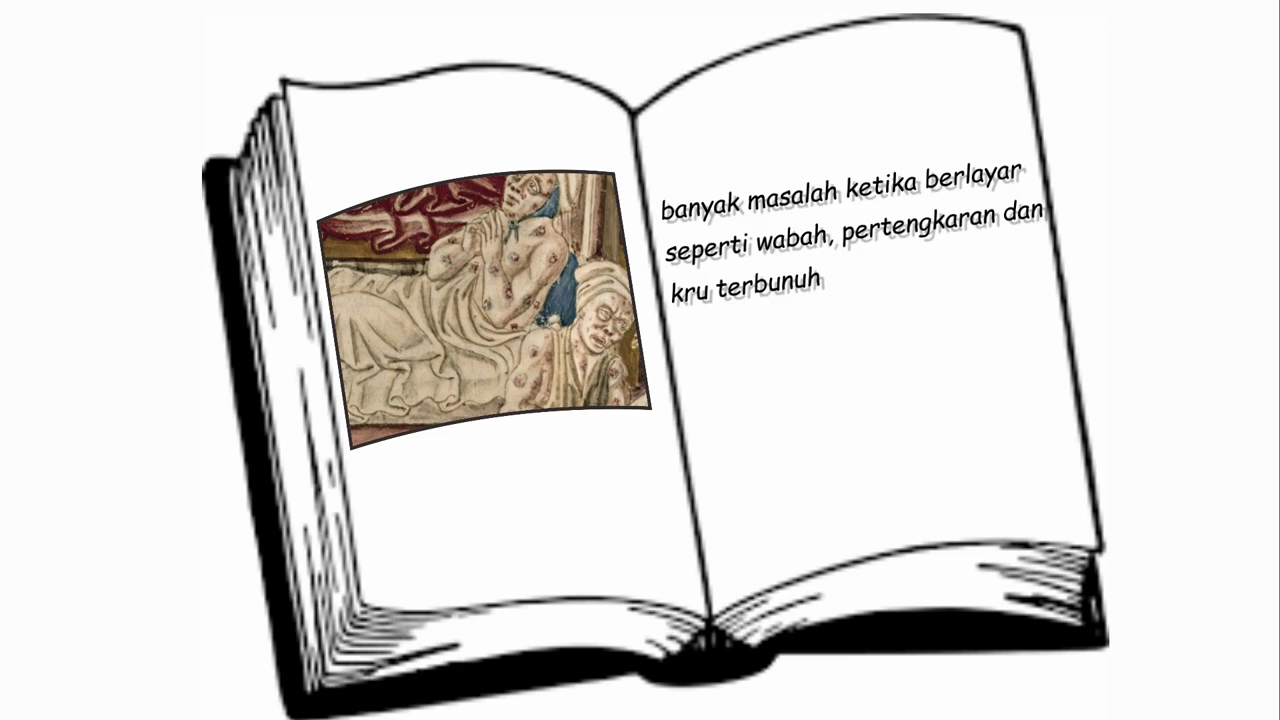 banyak masalah ketika berlayar
seperti wabah, pertengkaran dan
kru terbunuh